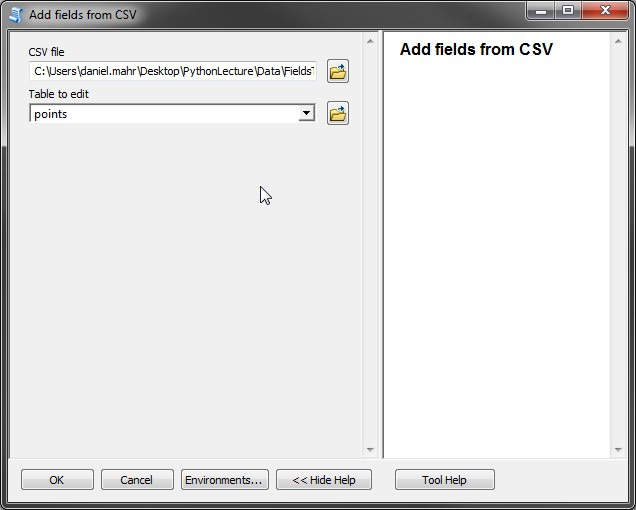 Add fields from CSV
CSV file
C:\Users\daniel.mahr\Desktop\PythonLecture\Data\Fields
Table to edit
points
Add fields from CSV
OK
Cancel
Environments...
<< Hide Help
Tool Help